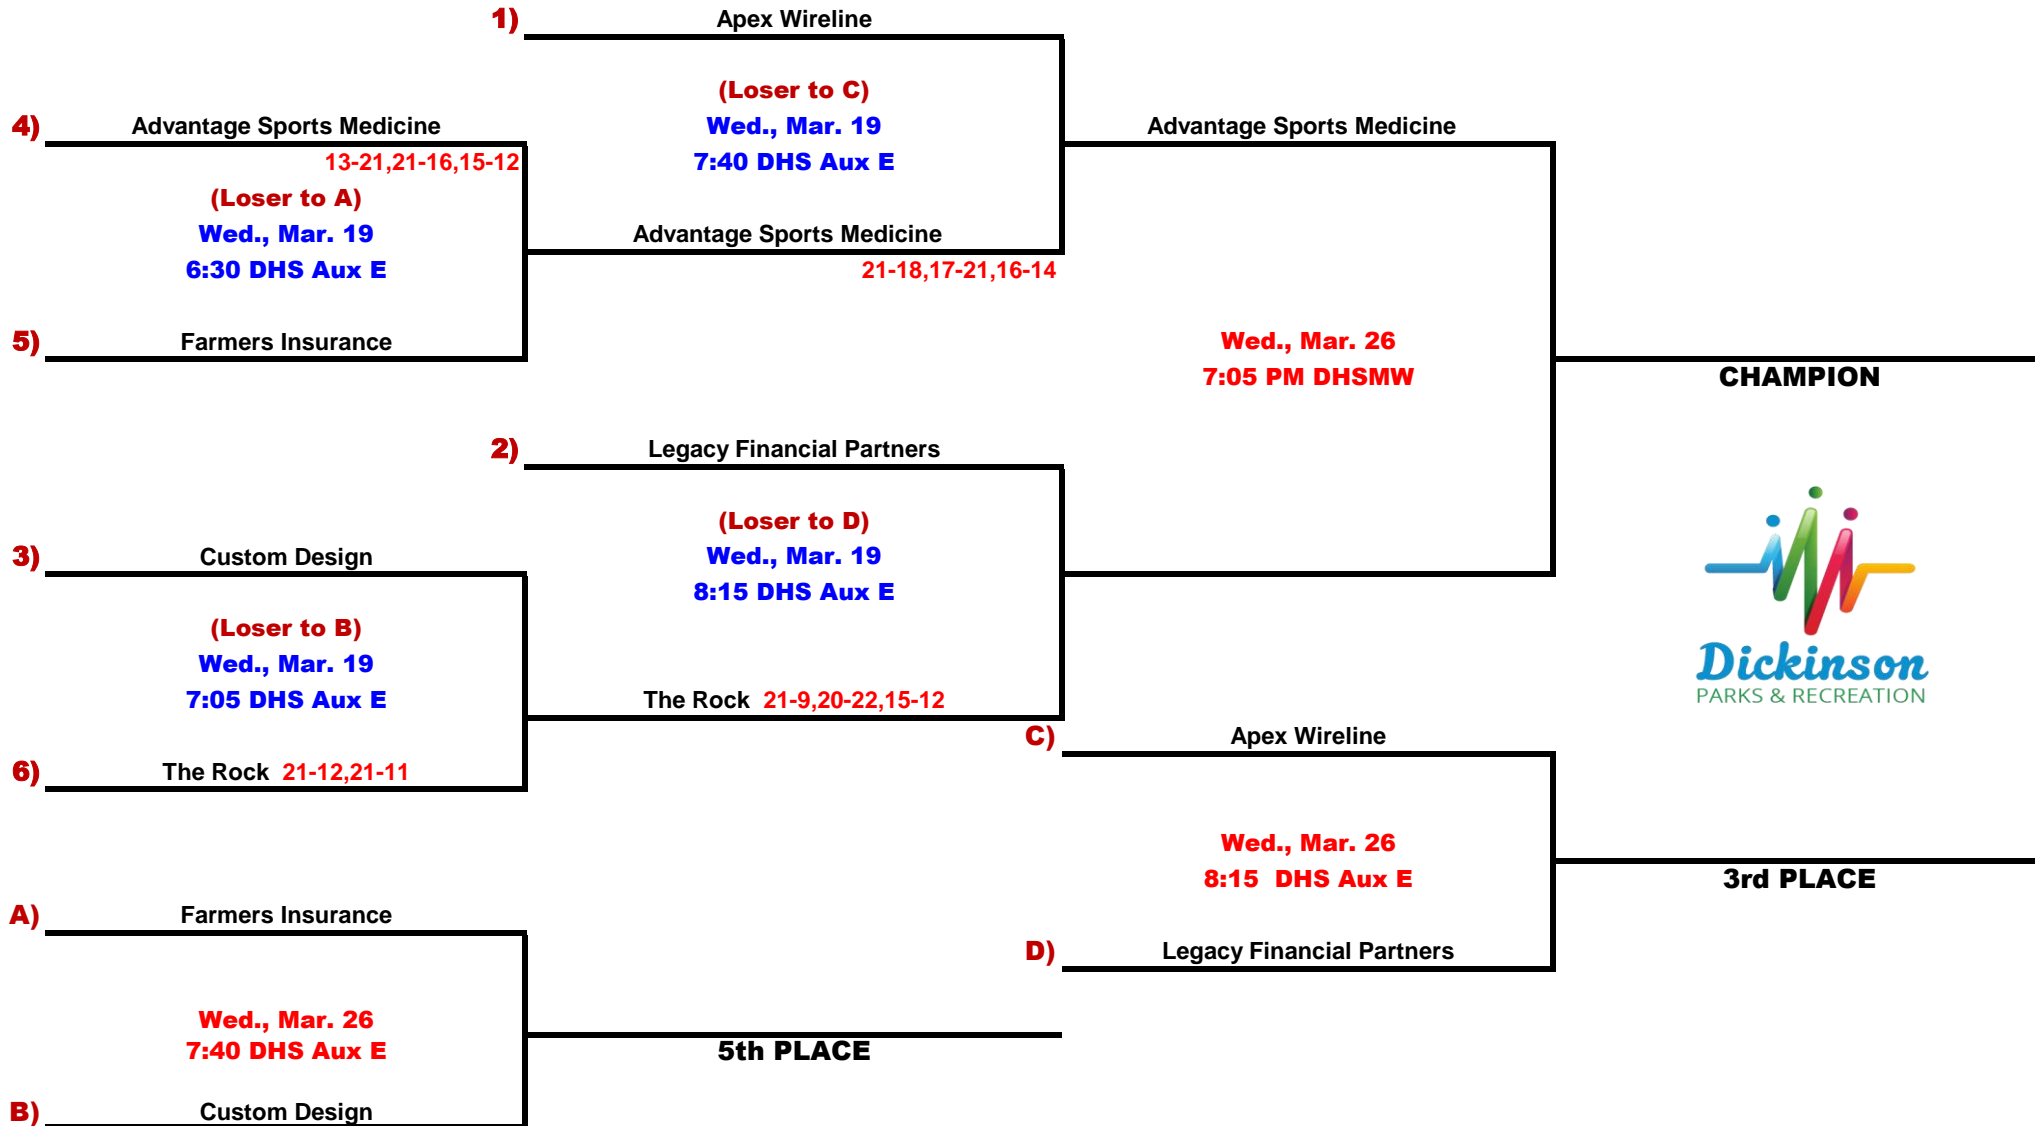 1) Apex Wireline
(Loser to C)
4) Advantage Sports Medicine
Wed., Mar. 19
Advantage Sports Medicine
13-21,21-16,15-12
7:40 DHS Aux E
(Loser to A)
Wed., Mar. 19
Advantage Sports Medicine
6:30 DHS Aux E
21-18,17-21,16-14
5) Farmers Insurance
Wed., Mar. 26
7:05 PM DHSMW
CHAMPION
2) Legacy Financial Partners
(Loser to D)
3) Custom Design
Wed., Mar. 19
8:15 DHS Aux E
(Loser to B)
Wed., Mar. 19
7:05 DHS Aux E
The Rock 21-9,20-22,15-12
Dickinson
PARKS & RECREATION
C) Apex Wireline
6) The Rock 21-12,21-11
Wed., Mar. 26
8:15 DHS Aux E
3rd PLACE
A) Farmers Insurance
D) Legacy Financial Partners
Wed., Mar. 26
7:40 DHS Aux E
5th PLACE
B) Custom Design